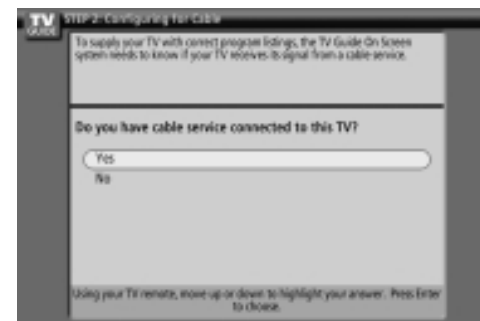 TV
GUIDE
STEP 2: Configuring for Cable
To supply your TV with correct program listings, the TV Guide On Screen
system needs to know if your TV receives its signal from a cable service.
Do you have cable service connected to this TV?
Yes
No
Using your TV remote, move up or down to highlight your answer. Press Enter
to choose.